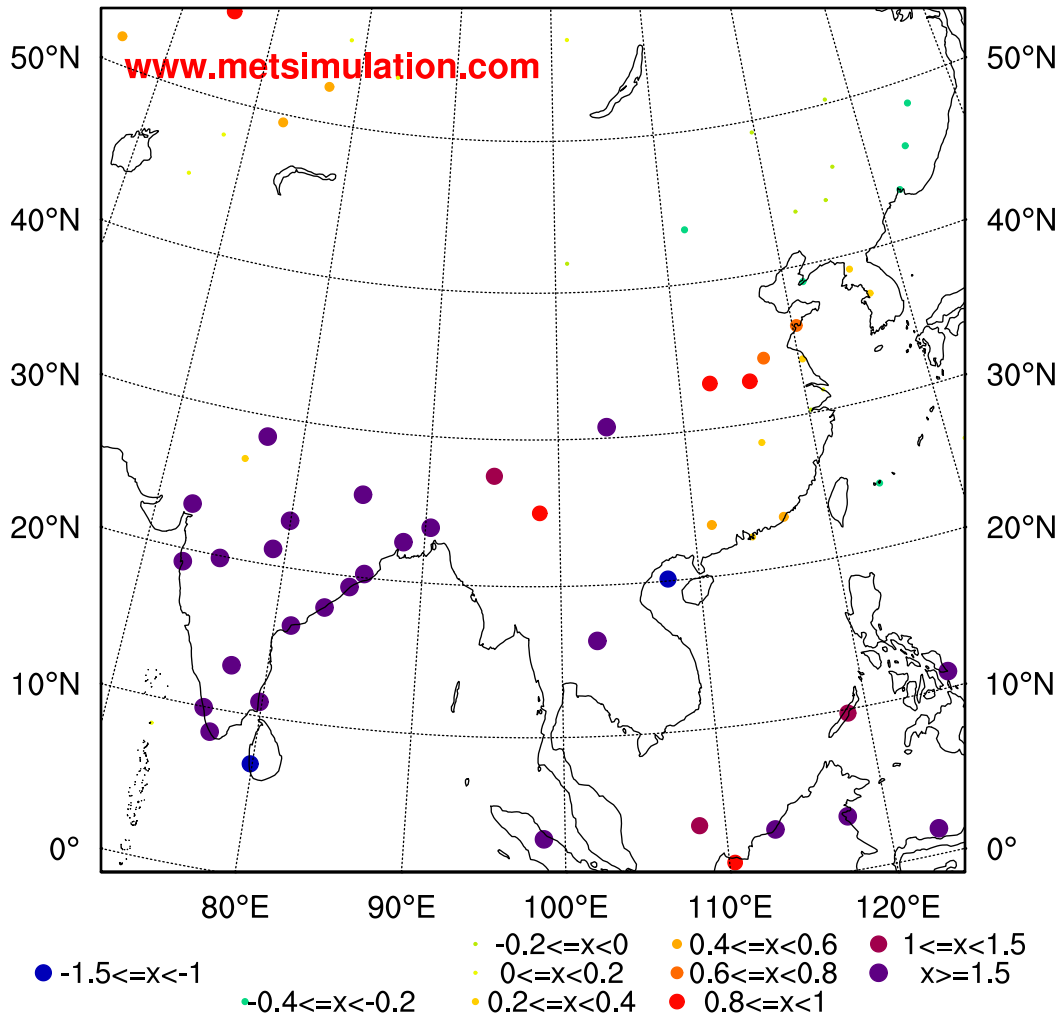 www.metsimulation.com
50°N 50°N
40°N 40°N
30°N 30°N
20°N 20°N
10°N 10°N
0° 0°
80°E 90°E 100°E 110°E 120°E
-0.2<=x<0 0.4<=x<0.6 1<=x<1.5
-1.5<=x<-1 0<=x<0.2 0.6<=x<0.8 x>=1.5
-0.4<=x<-0.2 0.2<=x<0.4 0.8<=x<1